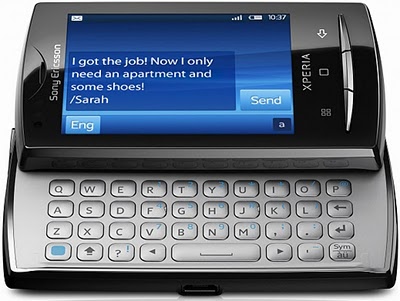 10:37
I got the job! Now I only
need an apartment and
some shoes!
/Sarah
Send
Eng
a
Sony Ericsson
XPERIA
Q W E R T Y U I O P
A S D F G H J K L
Z X C V B N M
?!
, .
Sym
äü